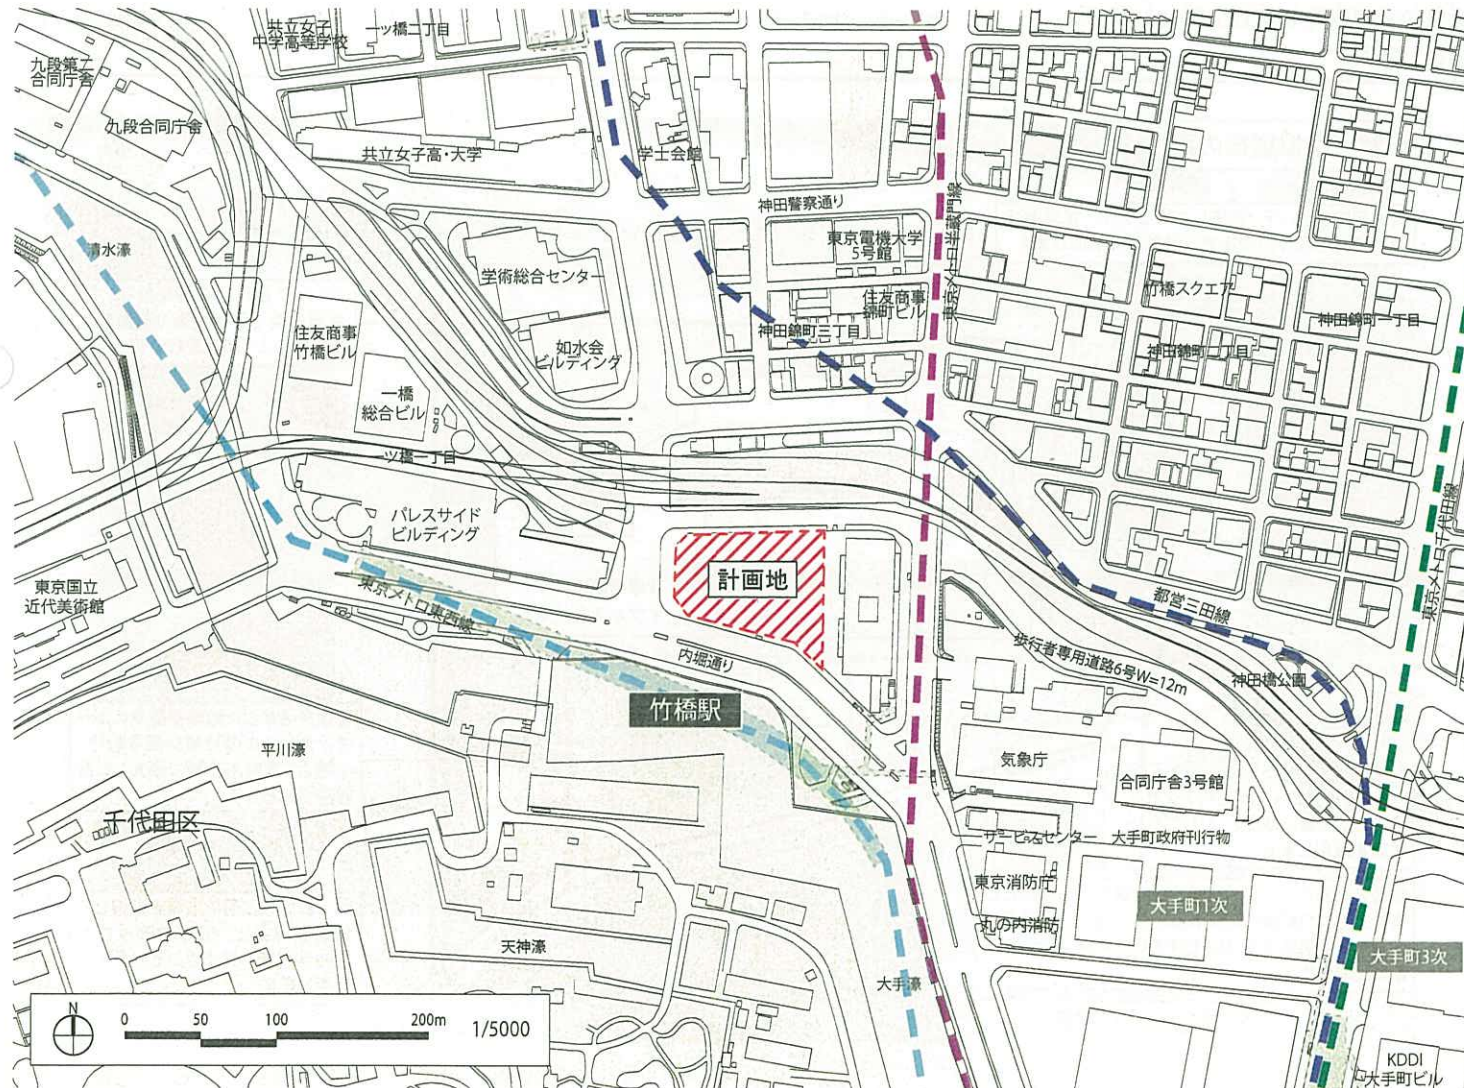 共立女子
中学高等学校
一ッ橋二丁目
九段第二
合同庁舎
九段合同庁舎
共立女子高・大学
学士会館
神田警察通り
東京メトロ半蔵門線
清水濠
学術総合センター
東京電機大学
5号館
住友商事
竹橋ビル
住友商事
錦町ビル
竹橋スクエア
神田錦町一丁目
神田錦町三丁目
神田錦町二丁目
如水会
ビルディング
一橋
総合ビル
一ツ橋一丁目
パレスサイド
ビルディング
計画地
東京メトロ千代田線
東京国立
近代美術館
東京メトロ東西線
都営三田線
内堀通り
歩行者専用道路6号W=12m
神田橋公園
竹橋駅
平川濠
気象庁
合同庁舎3号館
千代田区
サービスセンター 大手町政府刊行物
東京消防庁
丸の内消防
大手町1次
天神濠
大手町3次
大手濠
N
0 50 100 200m 1/5000
KDDI
大手町ビル